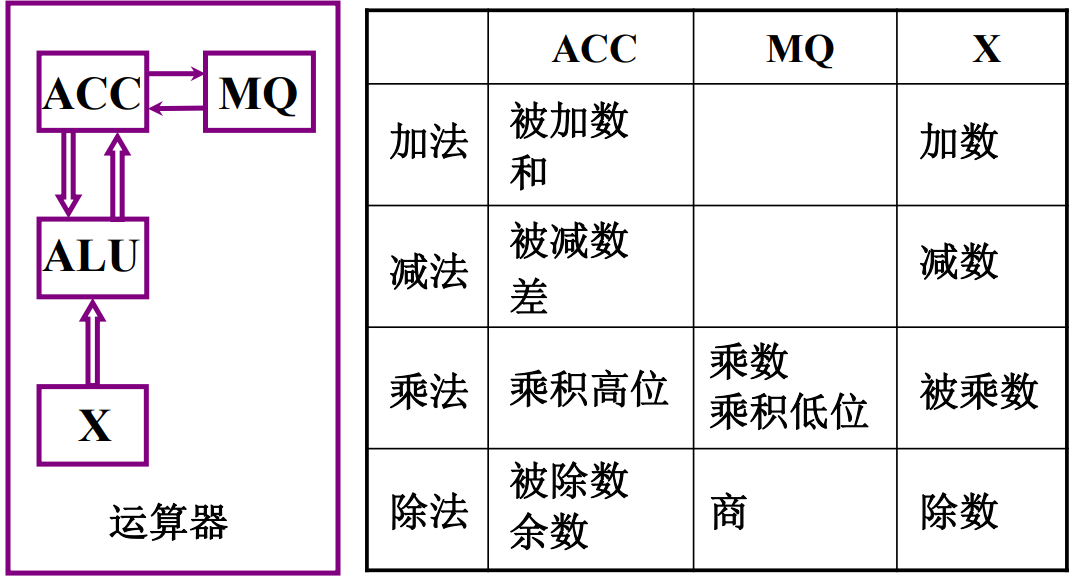 ACC
MQ
ALU
X
运算器
ACC MQ X
加法 被加数 和 加数
减法 被减数 差 减数
乘法 乘积高位 乘数 乘积低位 被乘数
除法 被除数 余数 商 除数